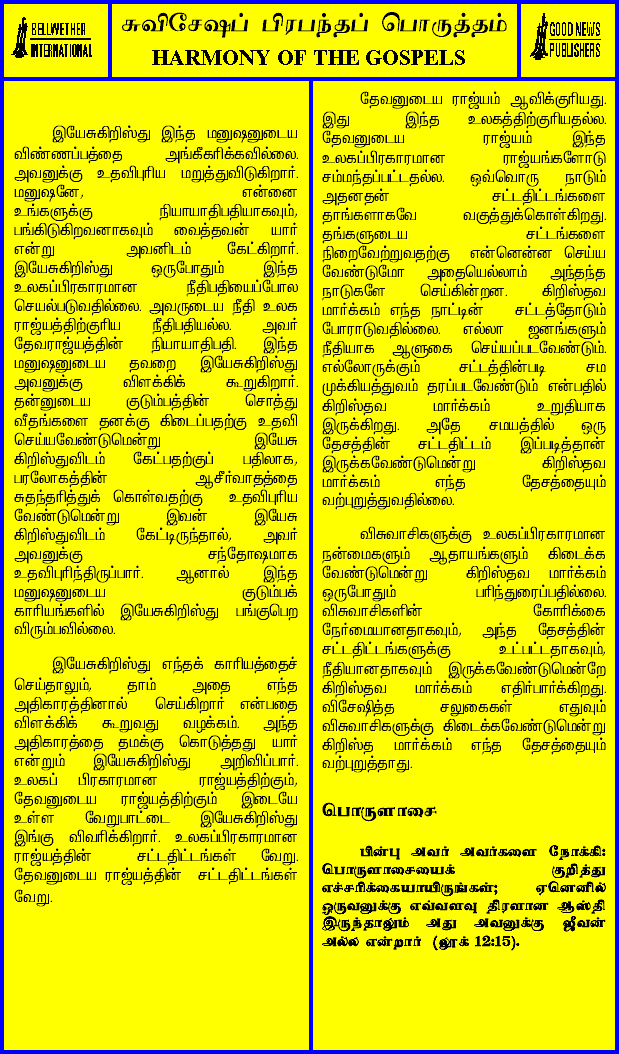 BELLWETHER
INTERNATIONAL
சுவிசேஷப் பிரபந்தப் பொருத்தம்
HARMONY OF THE GOSPELS
GOOD NEWS
PUBLISHERS
இயேசுகிறிஸ்து இந்த மனுஷனுடைய
விண்ணப்பத்தை அங்கீகரிக்கவில்லை.
அவனுக்கு உதவிபுரிய மறுத்துவிடுகிறார்.
மனுஷனே, என்னை
உங்களுக்கு நியாயாதிபதியாகவும்,
பங்கிடுகிறவனாகவும் வைத்தவன் யார்
என்று அவனிடம் கேட்கிறார்.
இயேசுகிறிஸ்து ஒருபோதும் இந்த
உலகப்பிரகாரமான நீதிபதியைப்போல
செயல்படுவதில்லை. அவருடைய நீதி உலக
ராஜ்யத்திற்குரிய நீதிபதியல்ல. அவர்
தேவராஜ்யத்தின் நியாயாதிபதி. இந்த
மனுஷனுடைய தவறை இயேசுகிறிஸ்து
அவனுக்கு விளக்கிக் கூறுகிறார்.
தன்னுடைய குடும்பத்தின் சொத்து
வீதங்களை தனக்கு கிடைப்பதற்கு உதவி
செய்யவேண்டுமென்று இயேசு
கிறிஸ்துவிடம் கேட்பதற்குப் பதிலாக,
பரலோகத்தின் ஆசீர்வாதத்தை
சுதந்தரித்துக் கொள்வதற்கு உதவிபுரிய
வேண்டுமென்று இவன் இயேசு
கிறிஸ்துவிடம் கேட்டிருந்தால், அவர்
அவனுக்கு சந்தோஷமாக
உதவிபுரிந்திருப்பார். ஆனால் இந்த
மனுஷனுடைய குடும்பக்
காரியங்களில் இயேசுகிறிஸ்து பங்குபெற
விரும்பவில்லை.
இயேசுகிறிஸ்து எந்தக் காரியத்தைச்
செய்தாலும், தாம் அதை எந்த
அதிகாரத்தினால் செய்கிறார் என்பதை
விளக்கிக் கூறுவது வழக்கம். அந்த
அதிகாரத்தை தமக்கு கொடுத்தது யார்
என்றும் இயேசுகிறிஸ்து அறிவிப்பார்.
உலகப் பிரகாரமான ராஜ்யத்திற்கும்,
தேவனுடைய ராஜ்யத்திற்கும் இடையே
உள்ள வேறுபாட்டை இயேசுகிறிஸ்து
இங்கு விவரிக்கிறார். உலகப்பிரகாரமான
ராஜ்யத்தின் சட்டதிட்டங்கள் வேறு.
தேவனுடைய ராஜ்யத்தின் சட்டதிட்டங்கள்
வேறு.
தேவனுடைய ராஜ்யம் ஆவிக்குரியது.
இது இந்த உலகத்திற்குரியதல்ல.
தேவனுடைய ராஜ்யம் இந்த
உலகப்பிரகாரமான ராஜ்யங்களோடு
சம்மந்தப்பட்டதல்ல. ஒவ்வொரு நாடும்
அதனதன் சட்டதிட்டங்களை
தாங்களாகவே வகுத்துக்கொள்கிறது.
தங்களுடைய சட்டங்களை
நிறைவேற்றுவதற்கு என்னென்ன செய்ய
வேண்டுமோ அதையெல்லாம் அந்தந்த
நாடுகளே செய்கின்றன. கிறிஸ்தவ
மார்க்கம் எந்த நாட்டின் சட்டத்தோடும்
போராடுவதில்லை. எல்லா ஜனங்களும்
நீதியாக ஆளுகை செய்யப்படவேண்டும்.
எல்லோருக்கும் சட்டத்தின்படி சம
முக்கியத்துவம் தரப்படவேண்டும் என்பதில்
கிறிஸ்தவ மார்க்கம் உறுதியாக
இருக்கிறது. அதே சமயத்தில் ஒரு
தேசத்தின் சட்டதிட்டம் இப்படித்தான்
இருக்கவேண்டுமென்று கிறிஸ்தவ
மார்க்கம் எந்த தேசத்தையும்
வற்புறுத்துவதில்லை.
விசுவாசிகளுக்கு உலகப்பிரகாரமான
நன்மைகளும் ஆதாயங்களும் கிடைக்க
வேண்டுமென்று கிறிஸ்தவ மார்க்கம்
ஒருபோதும் பரிந்துரைப்பதில்லை.
விசுவாசிகளின் கோரிக்கை
நேர்மையானதாகவும், அந்த தேசத்தின்
சட்டதிட்டங்களுக்கு உட்பட்டதாகவும்,
நீதியானதாகவும் இருக்கவேண்டுமென்றே
கிறிஸ்தவ மார்க்கம் எதிர்பார்க்கிறது.
விசேஷித்த சலுகைகள் எதுவும்
விசுவாசிகளுக்கு கிடைக்கவேண்டுமென்று
கிறிஸ்த மார்க்கம் எந்த தேசத்தையும்
வற்புறுத்தாது.
பொருளாசை
பின்பு அவர் அவர்களை நோக்கி:
பொருளாசையைக் குறித்து
எச்சரிக்கையாயிருங்கள்; ஏனெனில்
ஒருவனுக்கு எவ்வளவு திரளான ஆஸ்தி
இருந்தாலும் அது அவனுக்கு ஜீவன்
அல்ல என்றார் (லூக் 12:15).